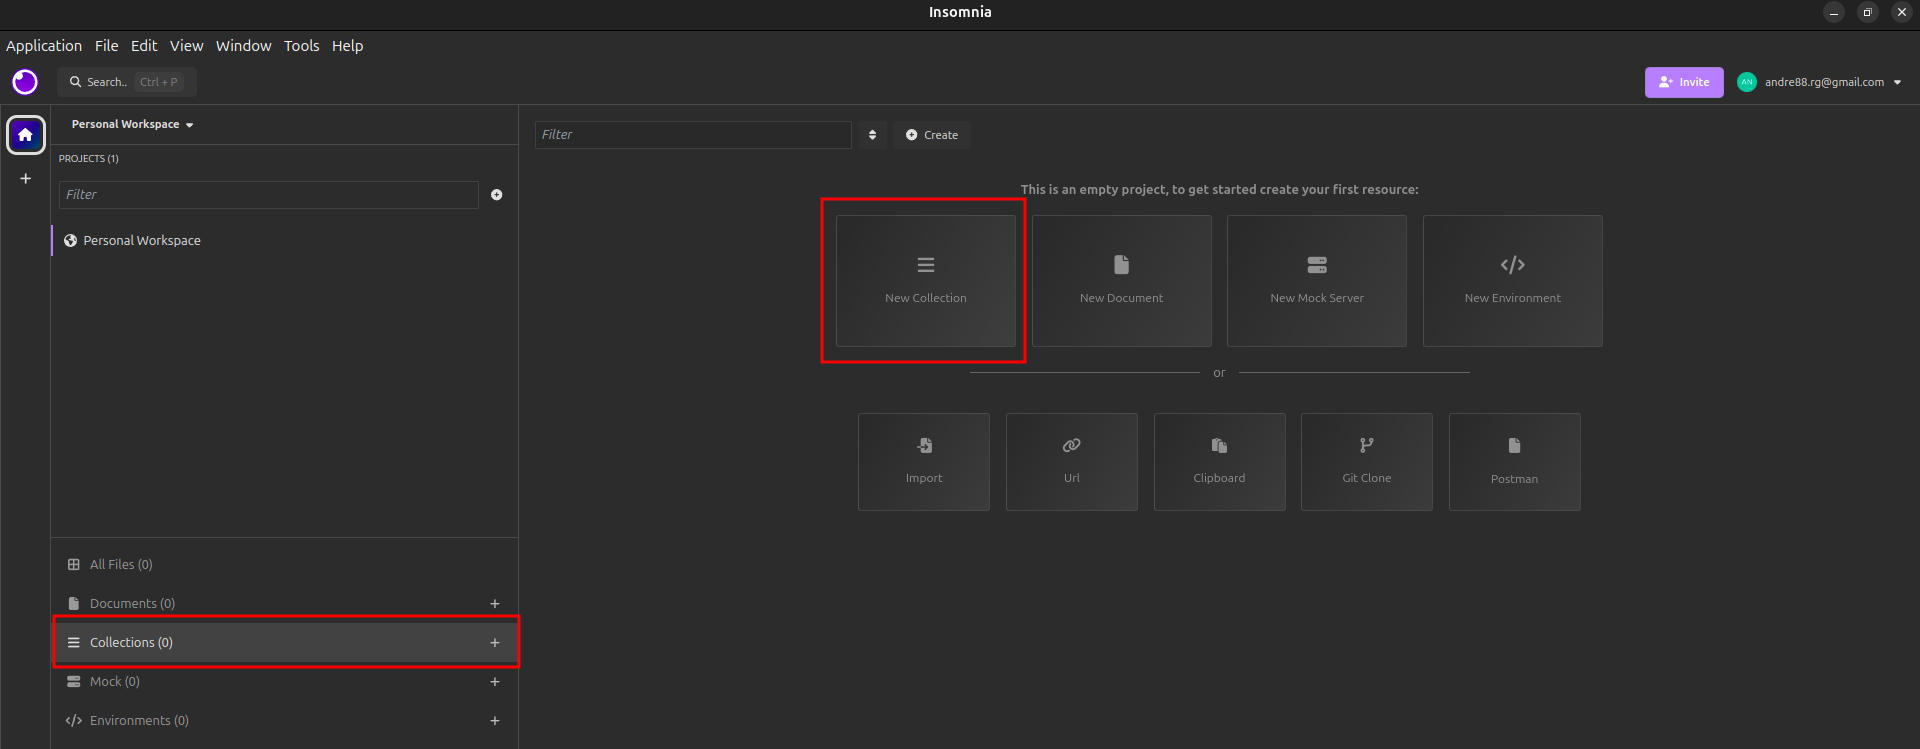 Insomnia
Application File Edit View Window Tools Help
Search.. Ctrl + P
Invite
AN
andre88.rg@gmail.com
Personal Workspace
PROJECTS (1)
Filter
Personal Workspace
All Files (0)
Documents (0)
Collections (0)
Mock (0)
Environments (0)
Filter
Create
This is an empty project, to get started create your first resource:
New Collection
New Document
New Mock Server
New Environment
or
Import
Url
Clipboard
Git Clone
Postman